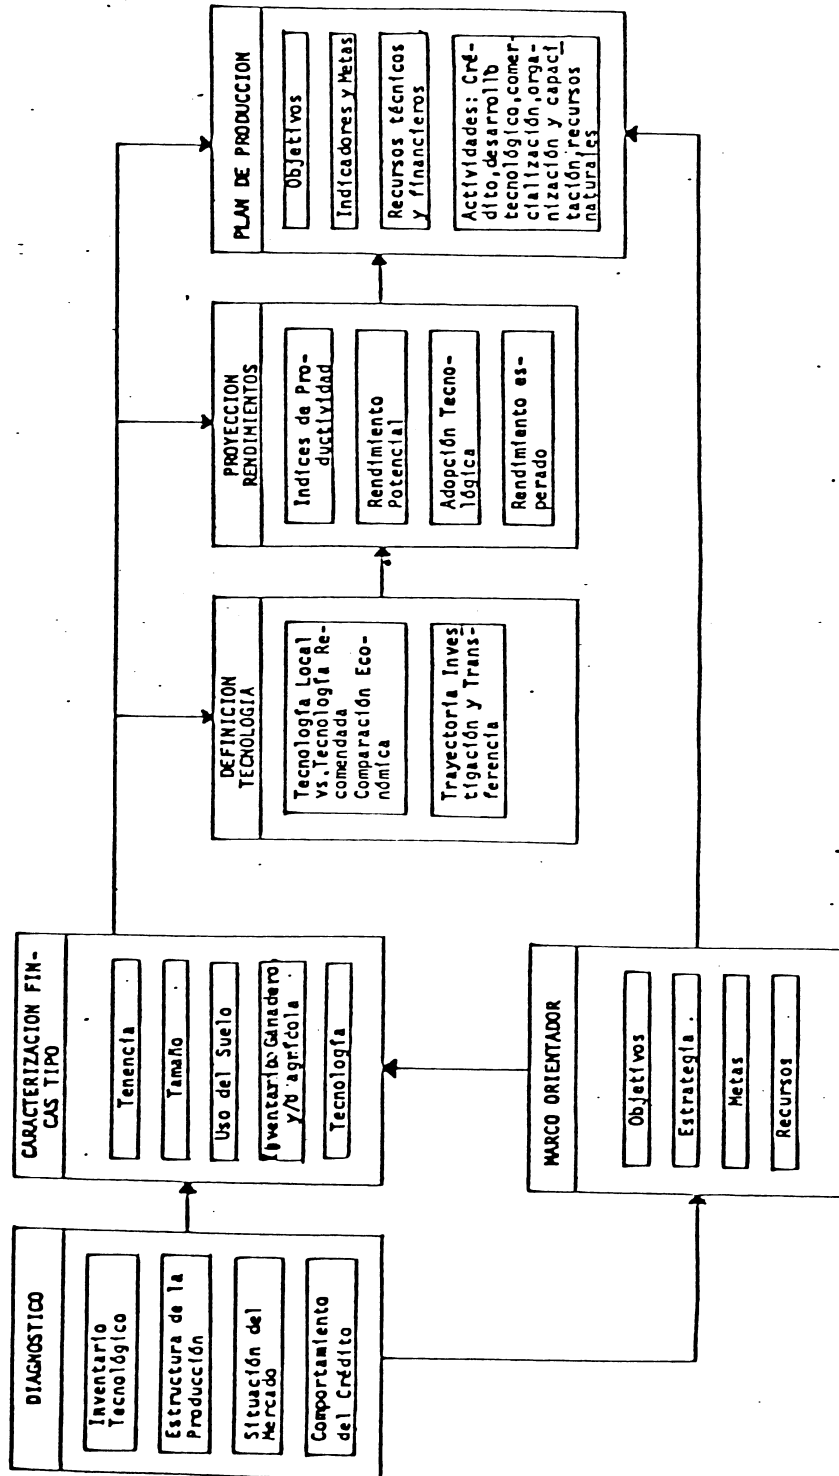 DIAGNOSTICO
Inventario
Tecnológico
Estructura de la
Producción
Situación del
Mercado
Comportamiento
del Crédito
CARACTERIZACION FIN-
CAS TIPO
Tenencia
Tamaño
Uso del Suelo
Inventario Ganadero
y/o agrícola
Tecnología
MARCO ORIENTADOR
Objetivos
Estrategia
Metas
Recursos
DEFINICION
TECNOLOGIA
Tecnología Local
vs.Tecnología Re-
comendada
Comparación Eco-
nómica
Trayectoria Inves
tigación y Trans-
ferencia
PROYECCION
RENDIMIENTOS
Indices de Pro-
ductividad
Rendimiento
Potencial
Adopción Tecno-
lógica
Rendimiento es-
perado
PLAN DE PRODUCCION
Objetivos
Indicadores y Metas
Recursos técnicos
y financieros
Actividades: Cré-
dito,desarrollo
tecnológico,comer-
cialización,orga-
nización y capaci
tación,recursos
naturales